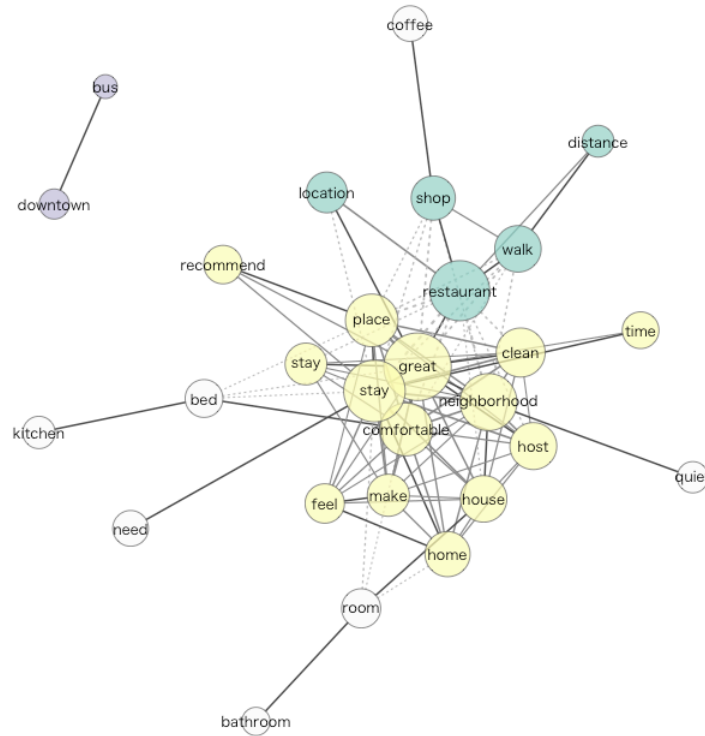 coffee
bus
distance
location
shop
downtown
walk
recommend
restaurant
place
time
clean
stay
great
stay
bed
neighborhood
comfortable
kitchen
host
quie
feel
make
house
need
home
room
bathroom